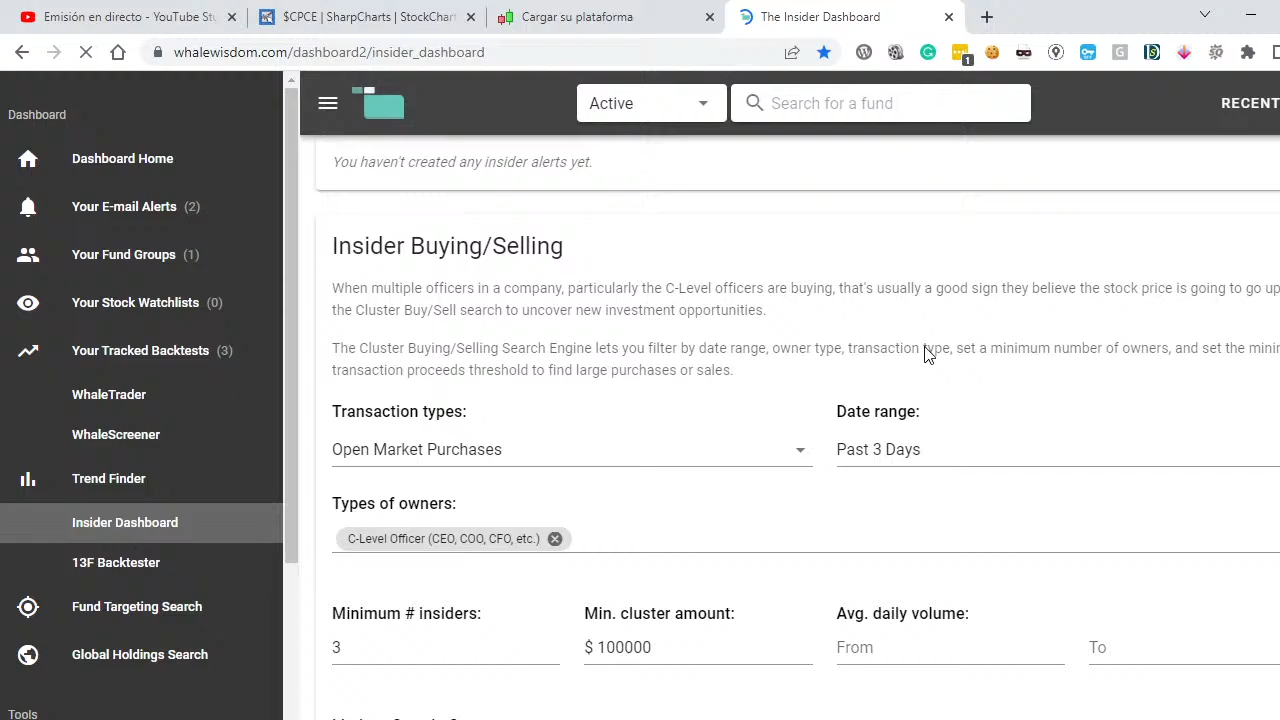 Emisión en directo - YouTube Stu
$CPCE | SharpCharts | StockChar
Cargar su plataforma
The Insider Dashboard
whalewisdom.com/dashboard2/insider_dashboard
1
Dashboard
Dashboard Home
Your E-mail Alerts (2)
Your Fund Groups (1)
Your Stock Watchlists (0)
Your Tracked Backtests (3)
WhaleTrader
WhaleScreener
Trend Finder
Insider Dashboard
13F Backtester
Fund Targeting Search
Global Holdings Search
Tools
Active
Search for a fund
RECENT
You haven't created any insider alerts yet.
Insider Buying/Selling
When multiple officers in a company, particularly the C-Level officers are buying, that's usually a good sign they believe the stock price is going to go up
the Cluster Buy/Sell search to uncover new investment opportunities.
The Cluster Buying/Selling Search Engine lets you filter by date range, owner type, transaction type, set a minimum number of owners, and set the mini
transaction proceeds threshold to find large purchases or sales.
Transaction types:
Date range:
Open Market Purchases
Past 3 Days
Types of owners:
C-Level Officer (CEO, COO, CFO, etc.)
Minimum # insiders:
Min. cluster amount:
Avg. daily volume:
3
$ 100000
From
To